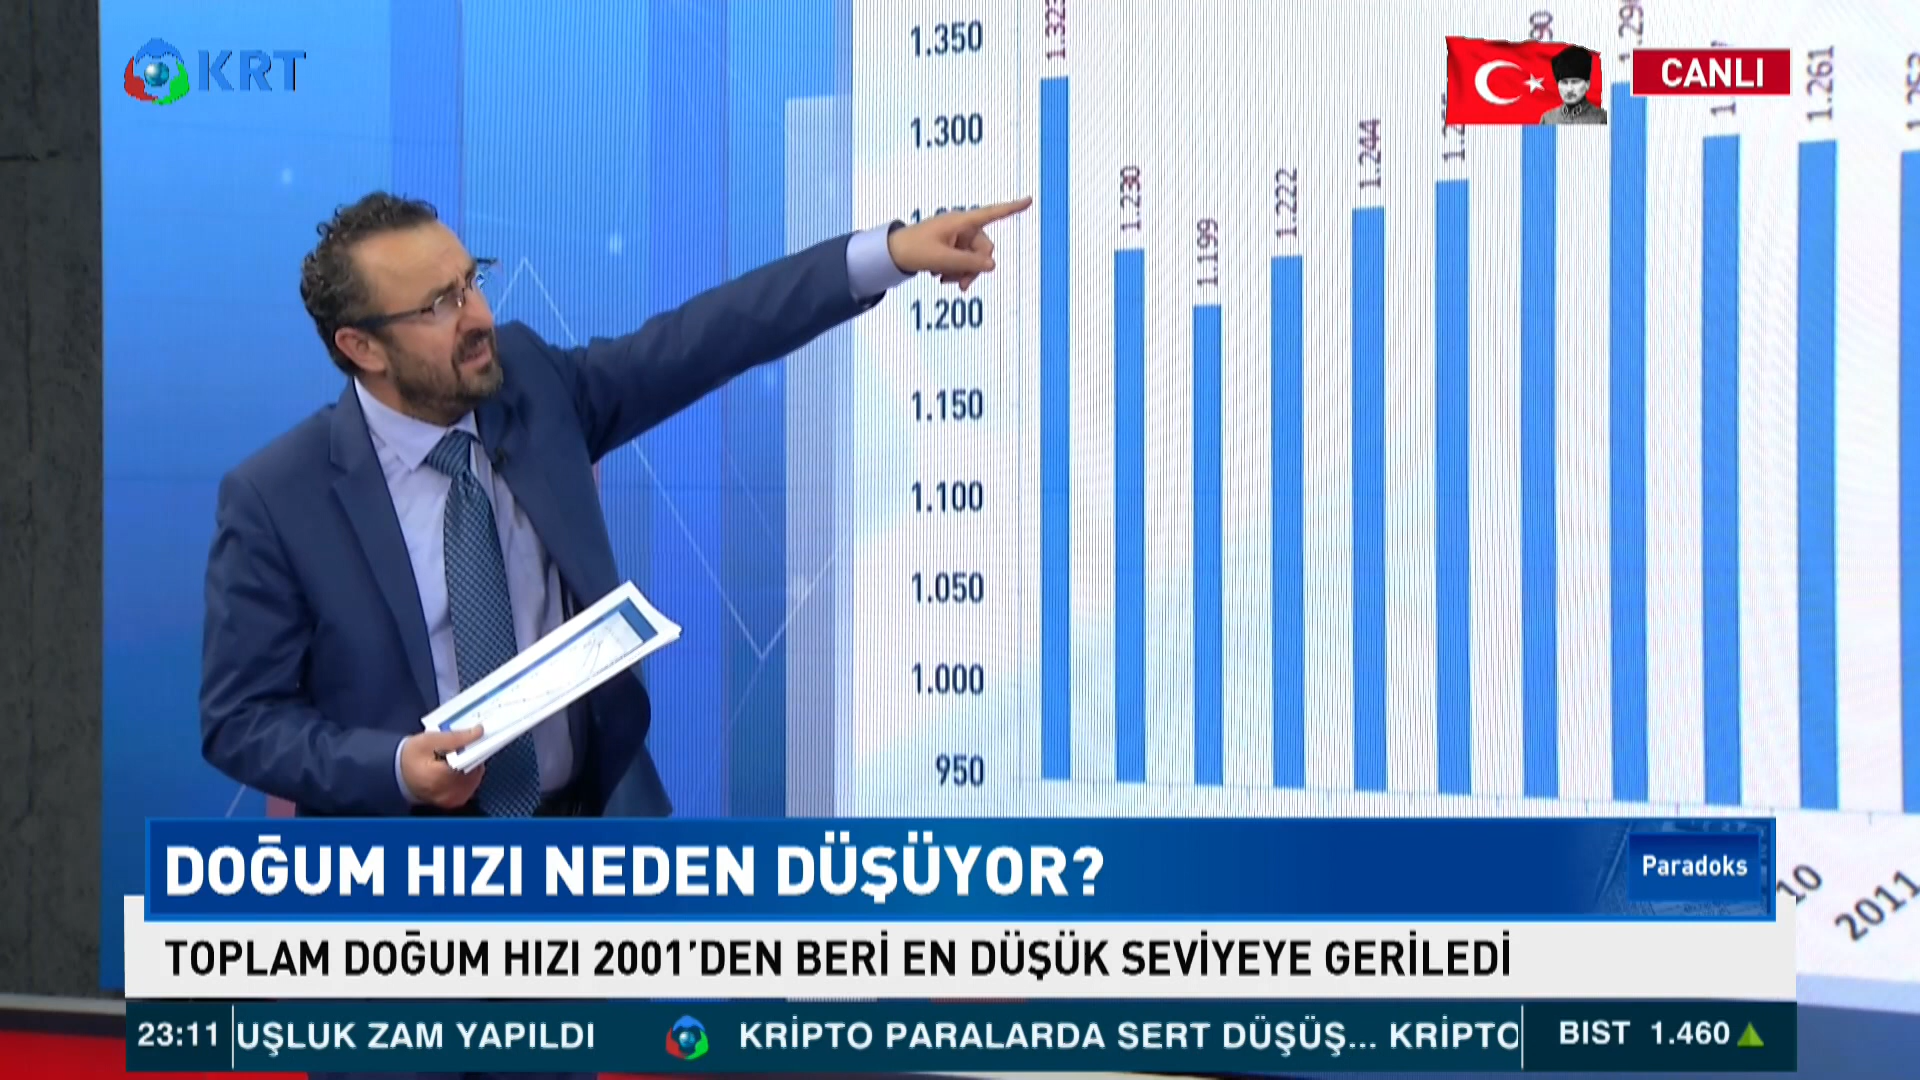 KRT
CANLI
1.350
1.300
1.200
1.150
1.100
1.050
1.000
950
1.323
1.230
1.199
1.222
1.244
1.261
2011
DOĞUM HIZI NEDEN DÜŞÜYOR?
Paradoks
TOPLAM DOĞUM HIZI 2001'DEN BERİ EN DÜŞÜK SEVİYEYE GERİLEDİ
23:11 UŞLUK ZAM YAPILDI KRİPTO PARALARDA SERT DÜŞÜŞ... KRİPTO BIST 1.460